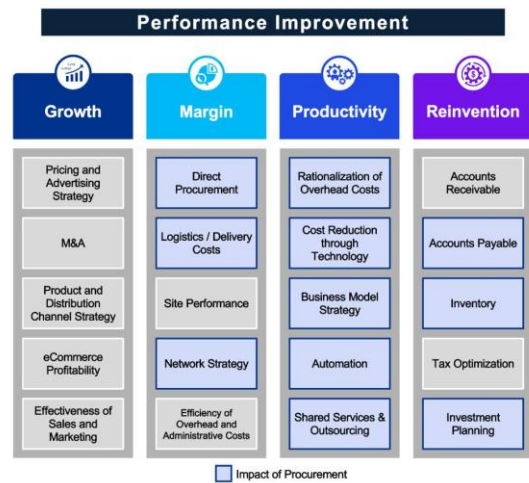 Performance Improvement
Growth
Margin
Productivity
Reinvention
Pricing and
Advertising
Strategy
M&A
Product and
Distribution
Channel Strategy
eCommerce
Profitability
Effectiveness of
Sales and
Marketing
Direct
Procurement
Logistics / Delivery
Costs
Site Performance
Network Strategy
Efficiency of
Overhead and
Administrative Costs
Rationalization of
Overhead Costs
Cost Reduction
through
Technology
Business Model
Strategy
Automation
Shared Services &
Outsourcing
Accounts
Receivable
Accounts Payable
Inventory
Tax Optimization
Investment
Planning
Impact of Procurement